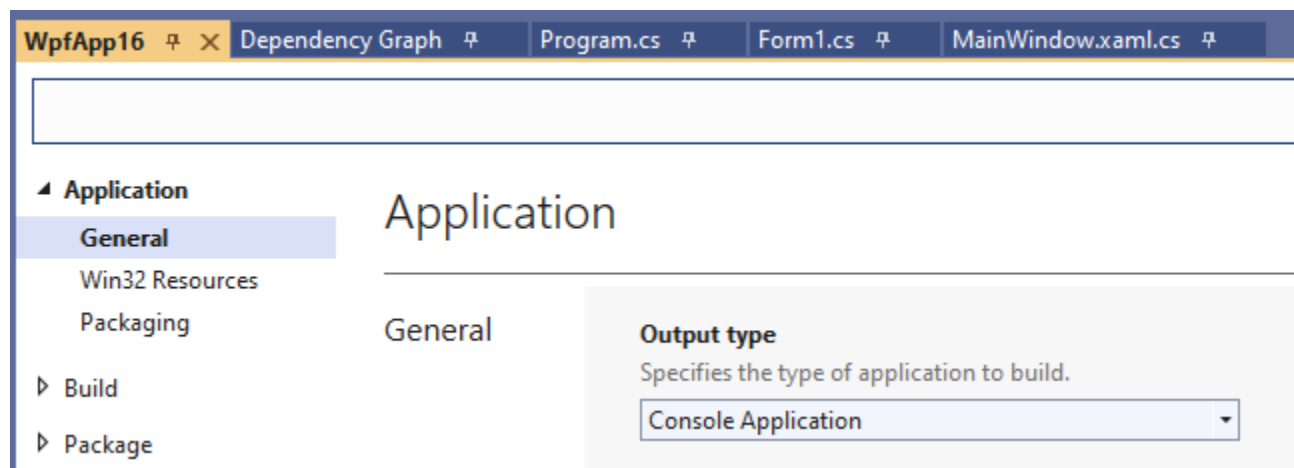 WpfApp16 Dependency Graph Program.cs Form1.cs MainWindow.xaml.cs
Application
General
Win32 Resources
Packaging
Build
Package
Application
General
Output type
Specifies the type of application to build.
Console Application